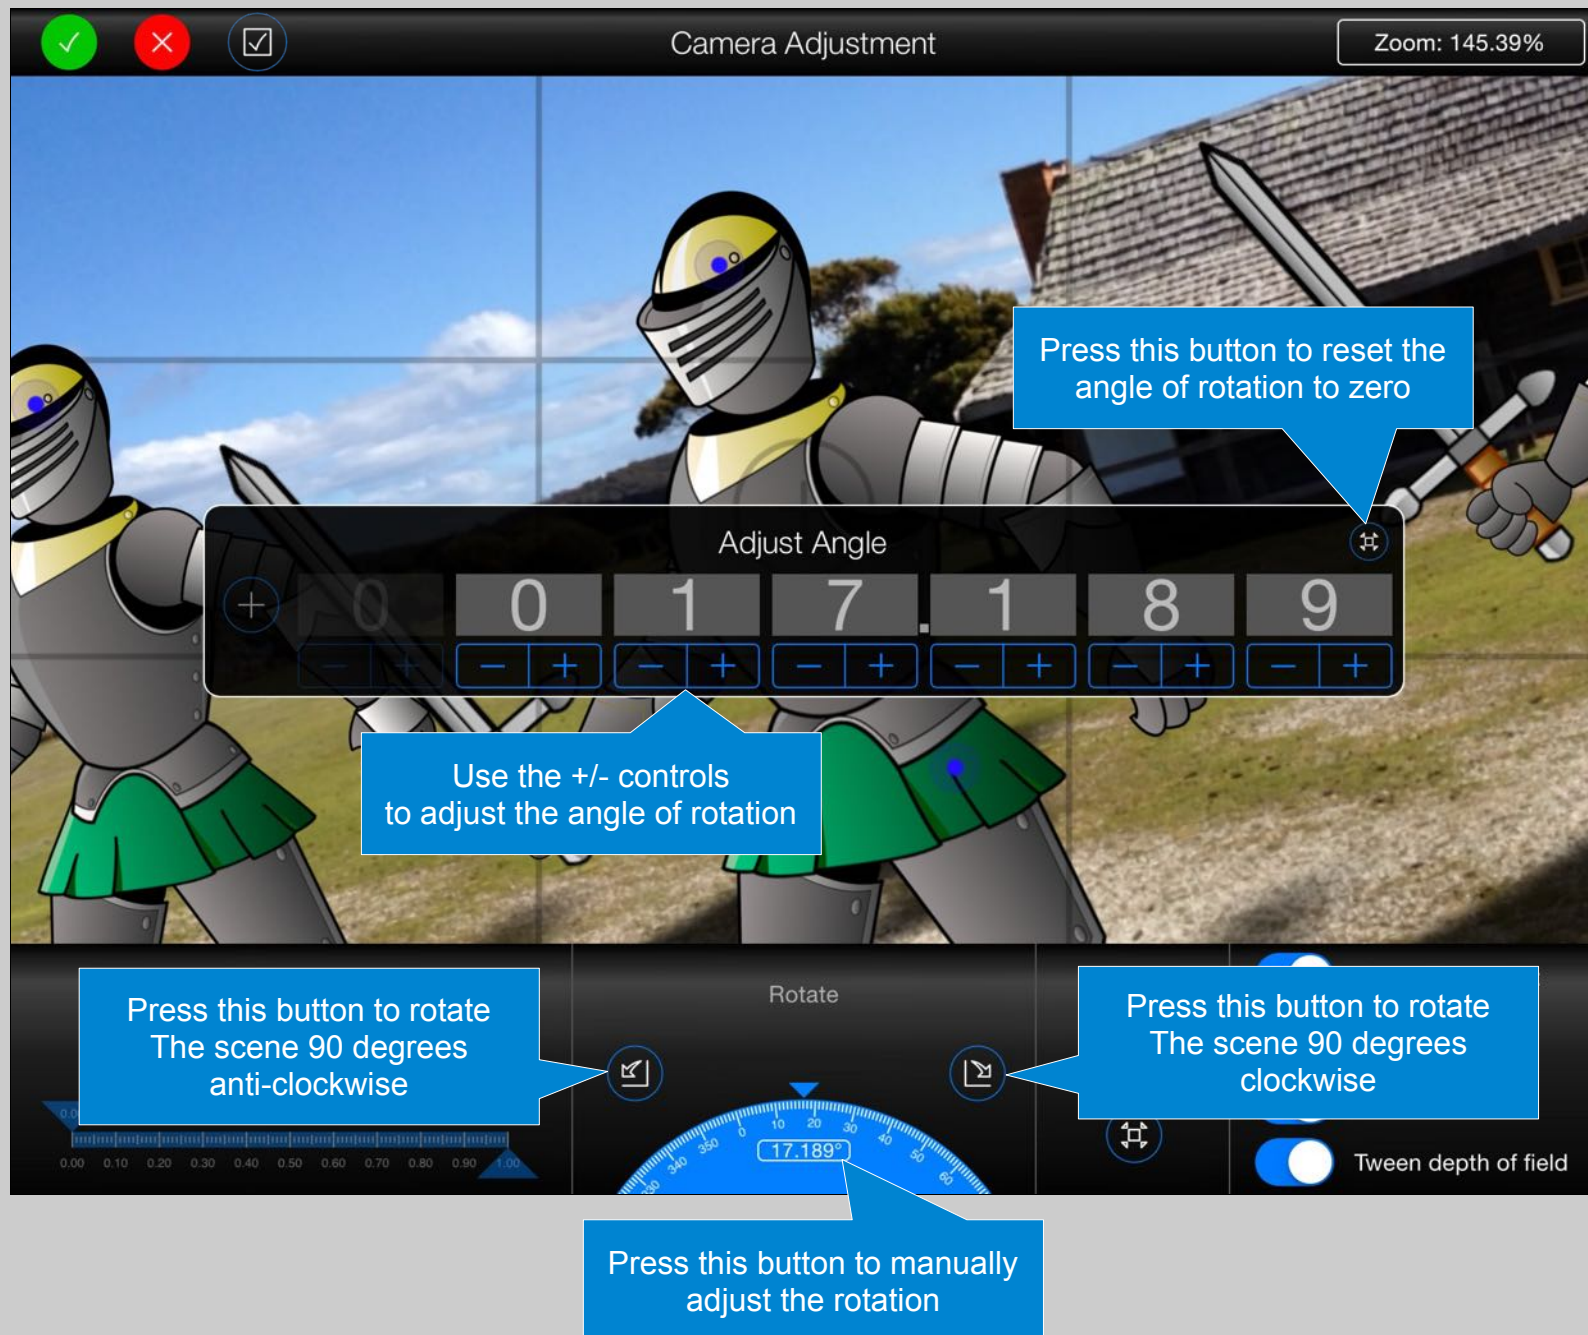 Camera Adjustment
Zoom: 145.39%
Press this button to reset the
angle of rotation to zero
Adjust Angle
+ 0 0 1 7 . 1 8 9
- + - + - + - + - + - + - +
Use the +/- controls
to adjust the angle of rotation
Press this button to rotate
The scene 90 degrees
anti-clockwise
Rotate
Press this button to rotate
The scene 90 degrees
clockwise
0.00 0.10 0.20 0.30 0.40 0.50 0.60 0.70 0.80 0.90 1.00
330 340 350 0 10 20 30 40 50 60
17.189°
Tween depth of field
Press this button to manually
adjust the rotation